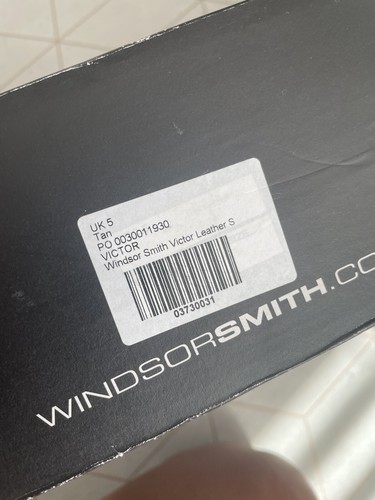 UK 5
Tan
PO 0030011930
VICTOR
Windsor Smith Victor Leather S
03730031
WINDSORSMITH.CO